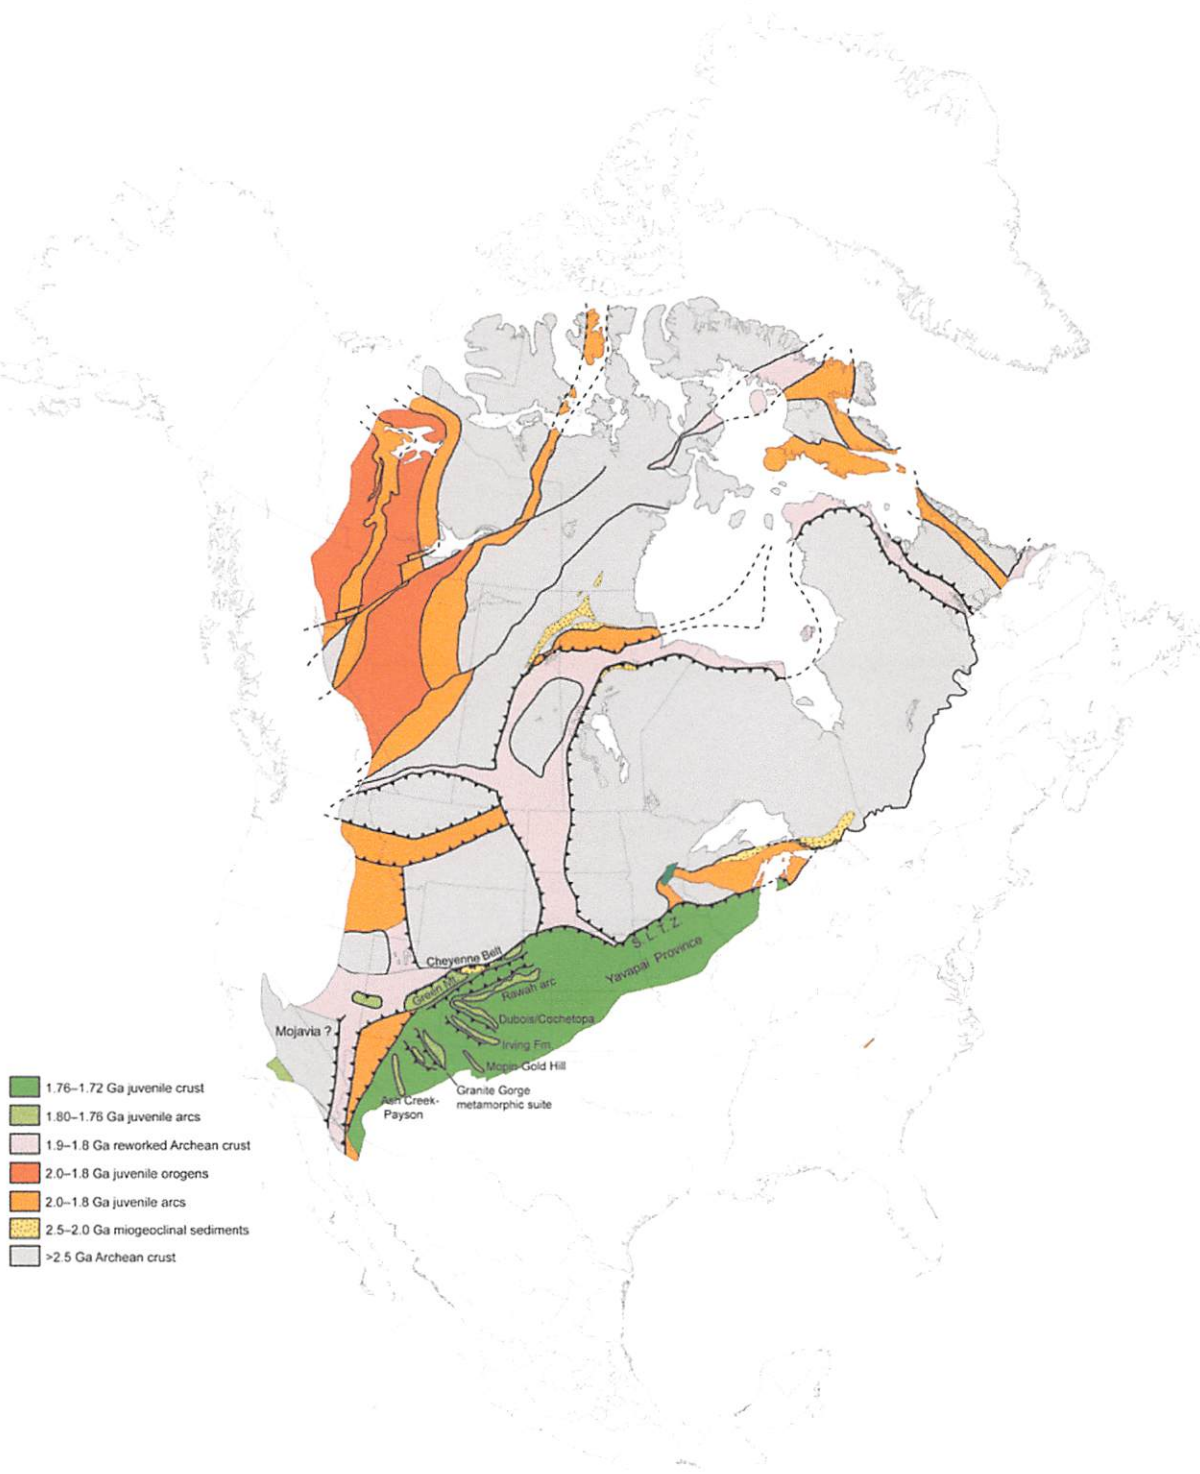 Cheyenne Belt
S. L. T. Z.
Yavapai Province
Green Mt.
Rawah arc
Dubois/Cochetopa
Mojavia ?
Irving Fm.
Mopin-Gold Hill
Granite Gorge
metamorphic suite
Ash Creek-
Payson
1.76–1.72 Ga juvenile crust
1.80–1.76 Ga juvenile arcs
1.9–1.8 Ga reworked Archean crust
2.0–1.8 Ga juvenile orogens
2.0–1.8 Ga juvenile arcs
2.5–2.0 Ga miogeoclinal sediments
>2.5 Ga Archean crust